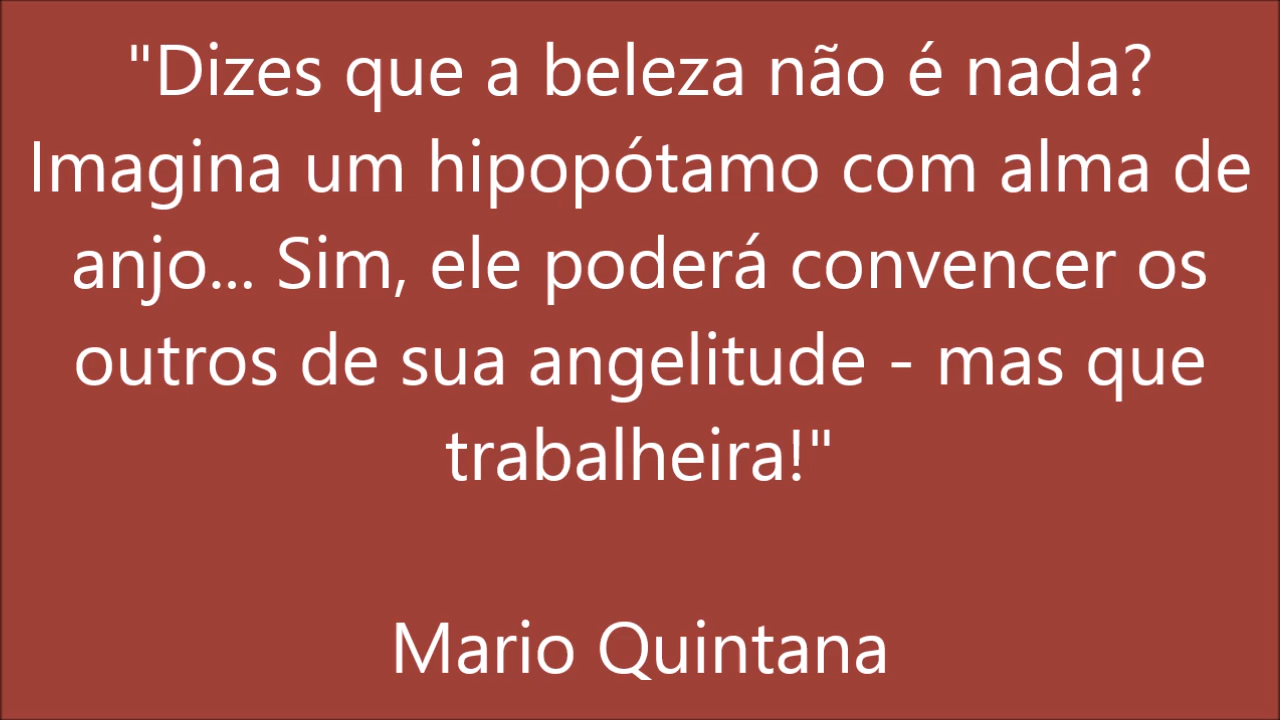 "Dizes que a beleza não é nada?
Imagina um hipopótamo com alma de
anjo... Sim, ele poderá convencer os
outros de sua angelitude - mas que
trabalheira!"
Mario Quintana